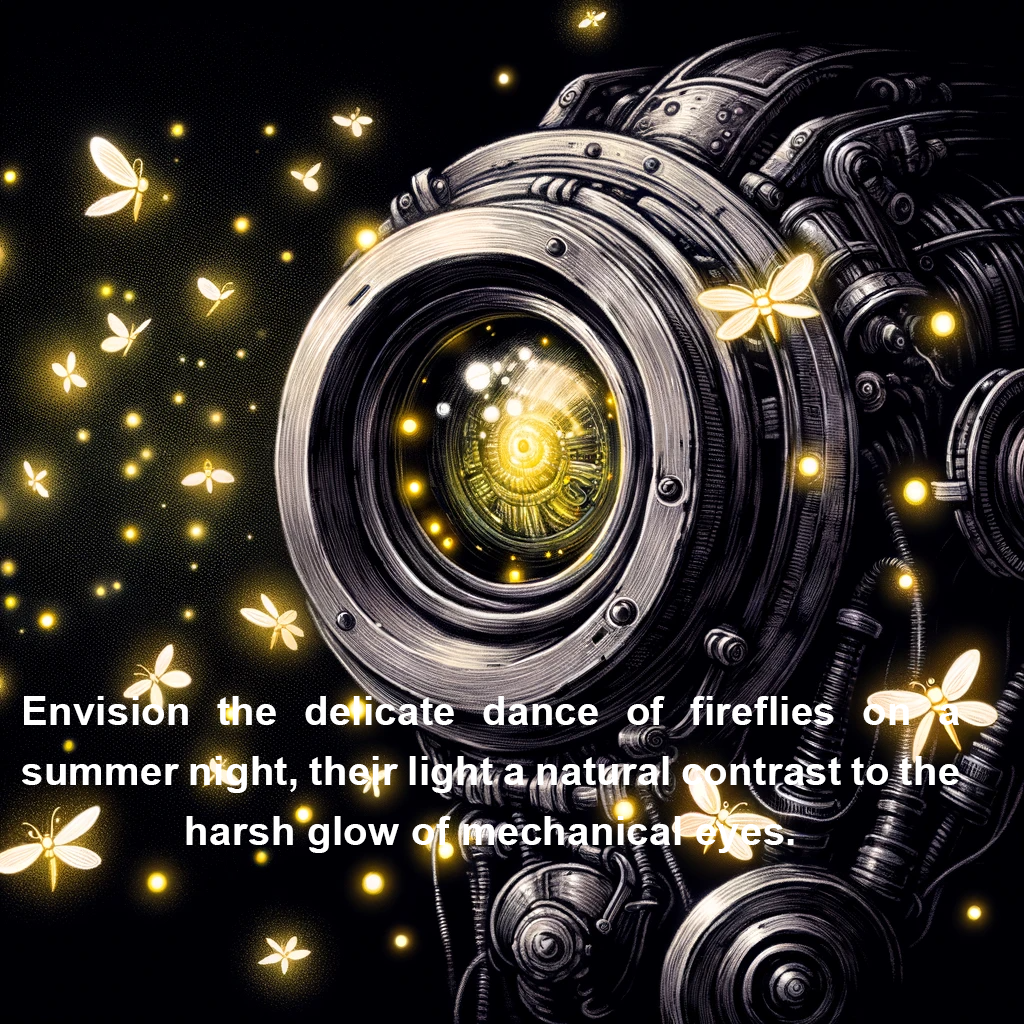 Envision the delicate dance of fireflies on a
summer night, their light a natural contrast to the
harsh glow of mechanical eyes.